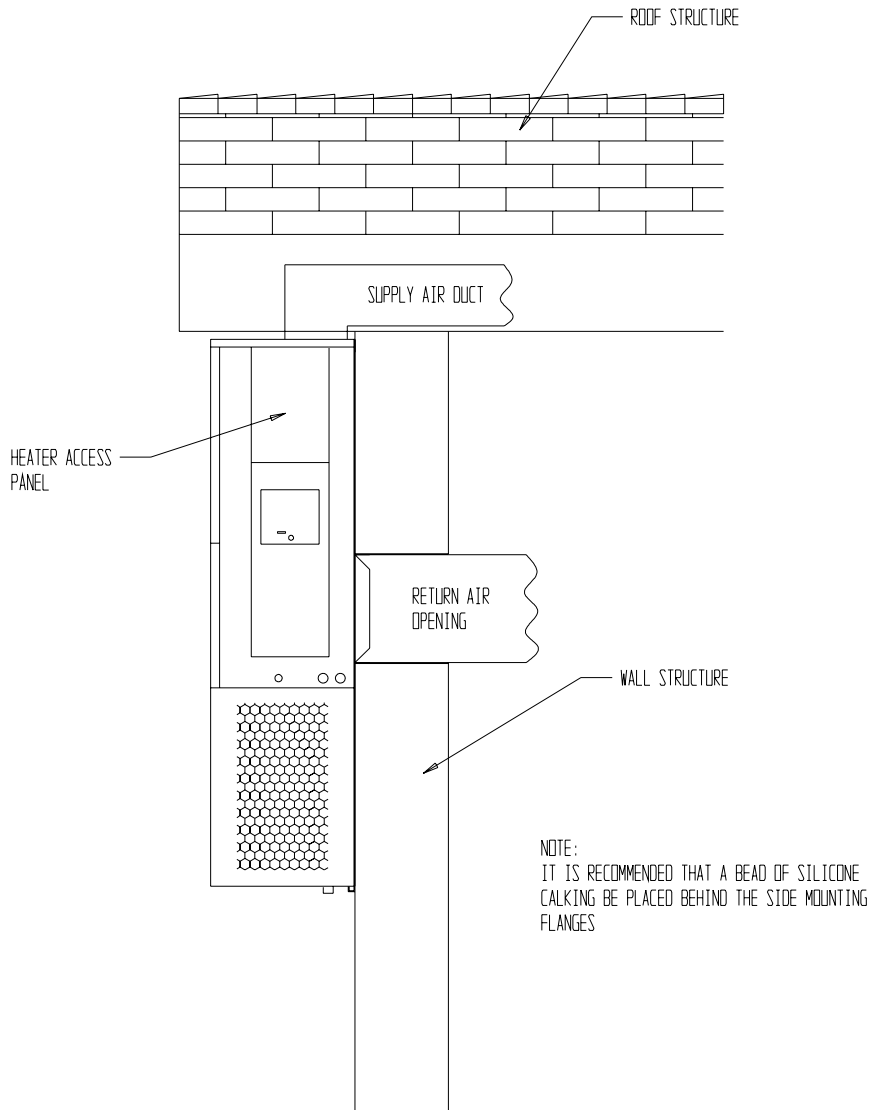 ROOF STRUCTURE
SUPPLY AIR DUCT
HEATER ACCESS
PANEL
RETURN AIR
OPENING
WALL STRUCTURE
NOTE:
IT IS RECOMMENDED THAT A BEAD OF SILICONE
CALKING BE PLACED BEHIND THE SIDE MOUNTING
FLANGES